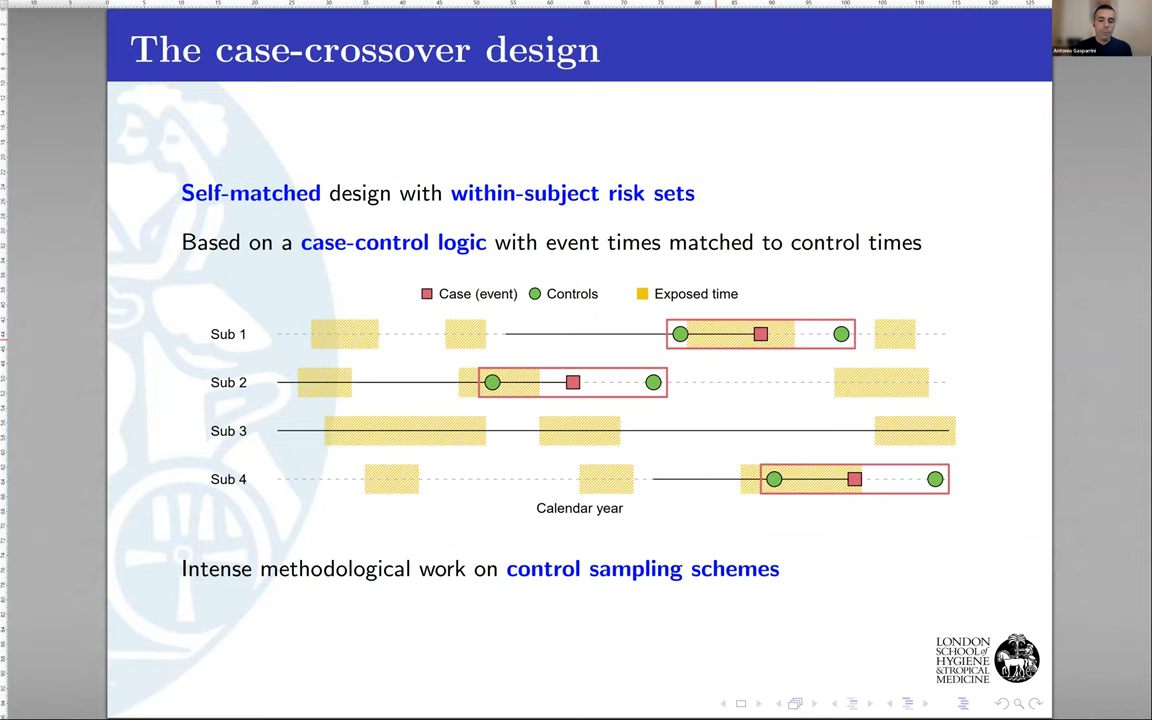 The case-crossover design
Antonio Gasparrini
Self-matched design with within-subject risk sets
Based on a case-control logic with event times matched to control times
Case (event) Controls Exposed time
Sub 1
Sub 2
Sub 3
Sub 4
Calendar year
Intense methodological work on control sampling schemes
LONDON
SCHOOL of
HYGIENE
& TROPICAL
MEDICINE